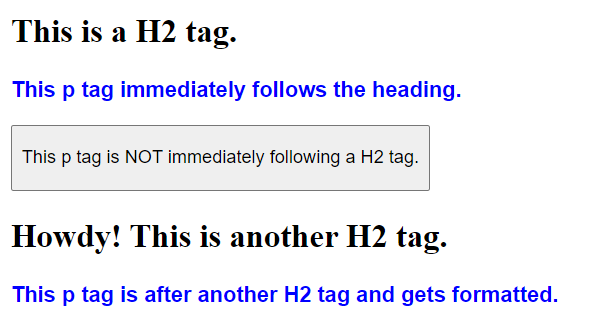 This is a H2 tag.
This p tag immediately follows the heading.
This p tag is NOT immediately following a H2 tag.
Howdy! This is another H2 tag.
This p tag is after another H2 tag and gets formatted.